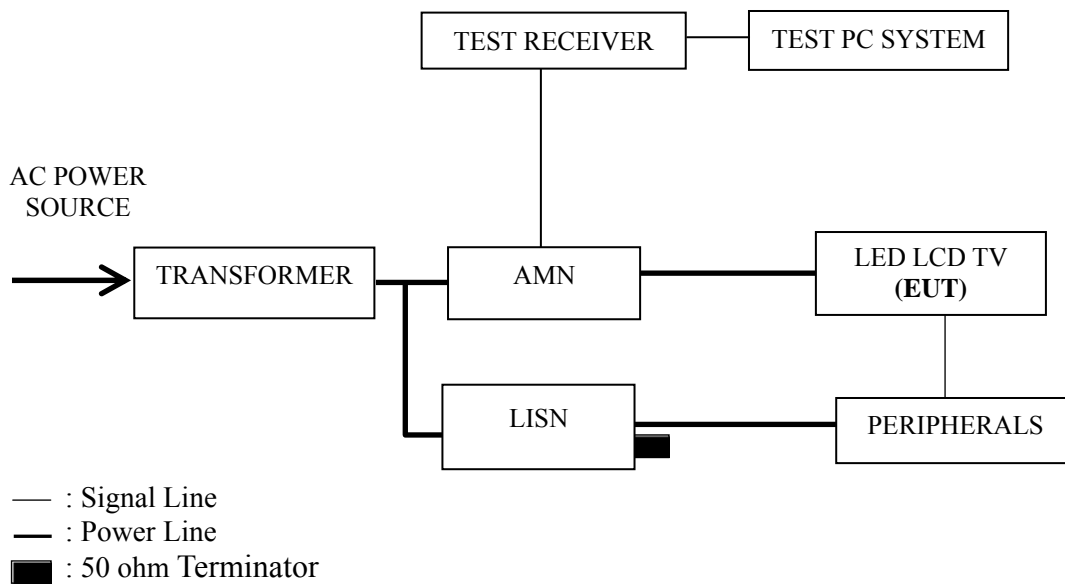 TEST RECEIVER
TEST PC SYSTEM
AC POWER
SOURCE
TRANSFORMER
AMN
LED LCD TV
(EUT)
LISN
PERIPHERALS
: Signal Line
: Power Line
: 50 ohm Terminator